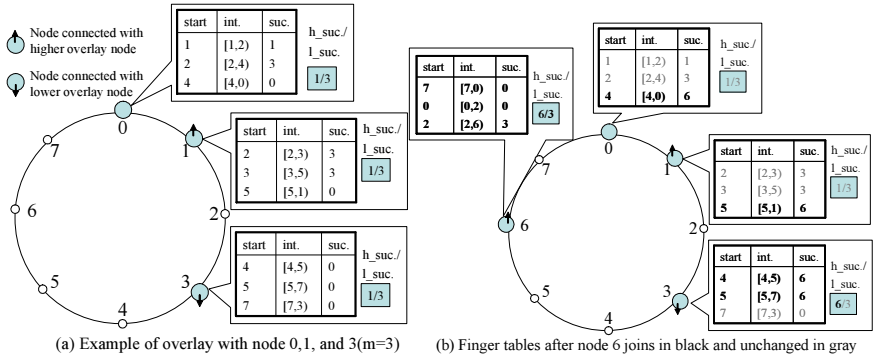 Node connected with
higher overlay node
Node connected with
lower overlay node
start int. suc.
1 [1,2) 1
2 [2,4) 3
4 [4,0) 0
h_suc./
l_suc.
1/3
start int. suc.
2 [2,3) 3
3 [3,5) 3
5 [5,1) 0
h_suc./
l_suc.
1/3
start int. suc.
4 [4,5) 0
5 [5,7) 0
7 [7,3) 0
h_suc./
l_suc.
1/3
0
1
2
3
4
5
6
7
(a) Example of overlay with node 0,1, and 3(m=3)
start int. suc.
7 [7,0) 0
0 [0,2) 0
2 [2,6) 3
h_suc./
l_suc.
6/3
start int. suc.
1 [1,2) 1
2 [2,4) 3
4 [4,0) 6
h_suc./
l_suc.
1/3
start int. suc.
2 [2,3) 3
3 [3,5) 3
5 [5,1) 6
h_suc./
l_suc.
1/3
start int. suc.
4 [4,5) 6
5 [5,7) 6
7 [7,3) 0
h_suc./
l_suc.
6/3
0
1
2
3
4
5
6
7
(b) Finger tables after node 6 joins in black and unchanged in gray